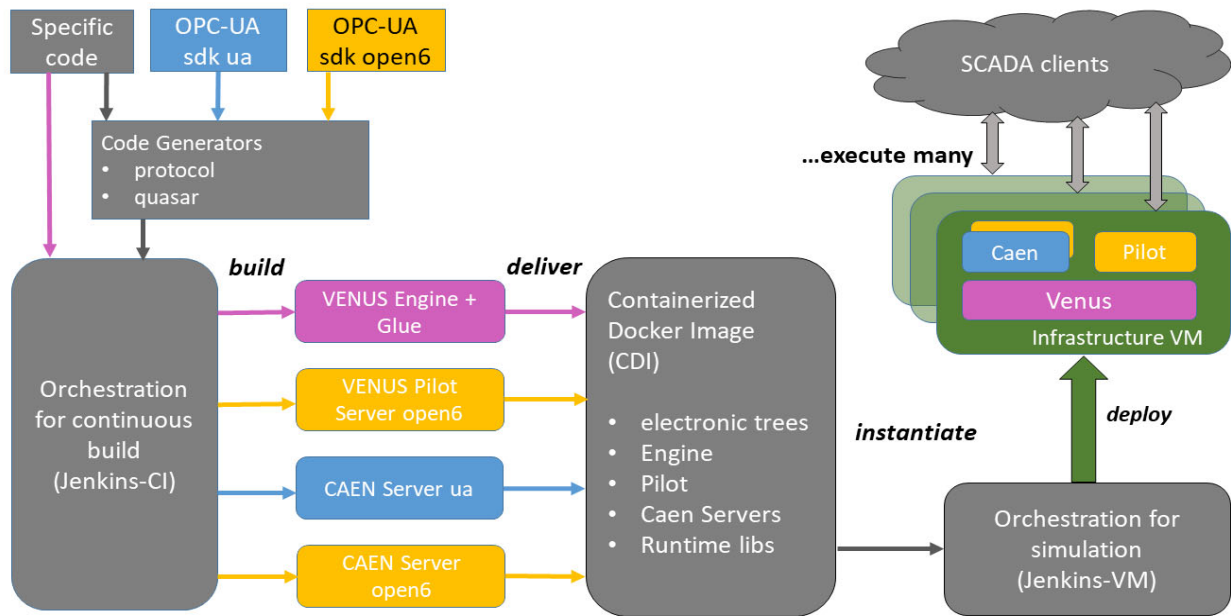 Specific
code
OPC-UA
sdk ua
OPC-UA
sdk open6
SCADA clients
Code Generators
• protocol
• quasar
...execute many
Caen
Pilot
Venus
Infrastructure VM
build
deliver
VENUS Engine +
Glue
Containerized
Docker Image
(CDI)
Orchestration
for continuous
build
(Jenkins-CI)
VENUS Pilot
Server open6
deploy
instantiate
• electronic trees
• Engine
• Pilot
• Caen Servers
• Runtime libs
CAEN Server ua
CAEN Server
open6
Orchestration for
simulation
(Jenkins-VM)